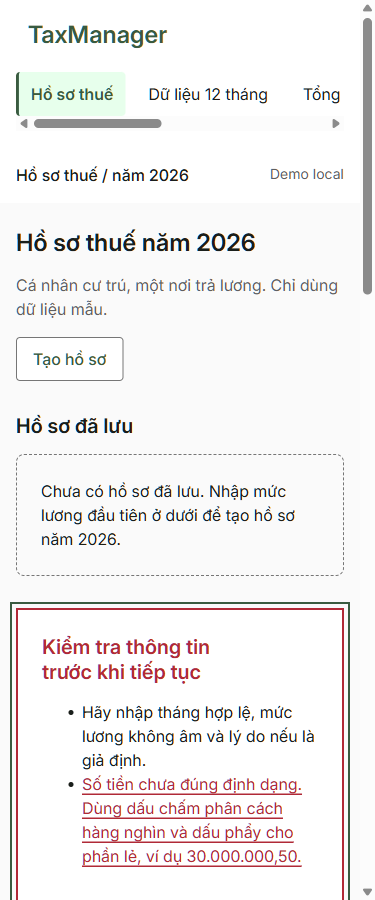 TaxManager
Hồ sơ thuế Dữ liệu 12 tháng Tổng
Hồ sơ thuế / năm 2026 Demo local
Hồ sơ thuế năm 2026
Cá nhân cư trú, một nơi trả lương. Chỉ dùng
dữ liệu mẫu.
Tạo hồ sơ
Hồ sơ đã lưu
Chưa có hồ sơ đã lưu. Nhập mức
lương đầu tiên ở dưới để tạo hồ sơ
năm 2026.
Kiểm tra thông tin
trước khi tiếp tục
• Hãy nhập tháng hợp lệ, mức
lương không âm và lý do nếu là
giả định.
• Số tiền chưa đúng định dạng.
Dùng dấu chấm phân cách
hàng nghìn và dấu phẩy cho
phần lẻ, ví dụ 30.000.000,50.